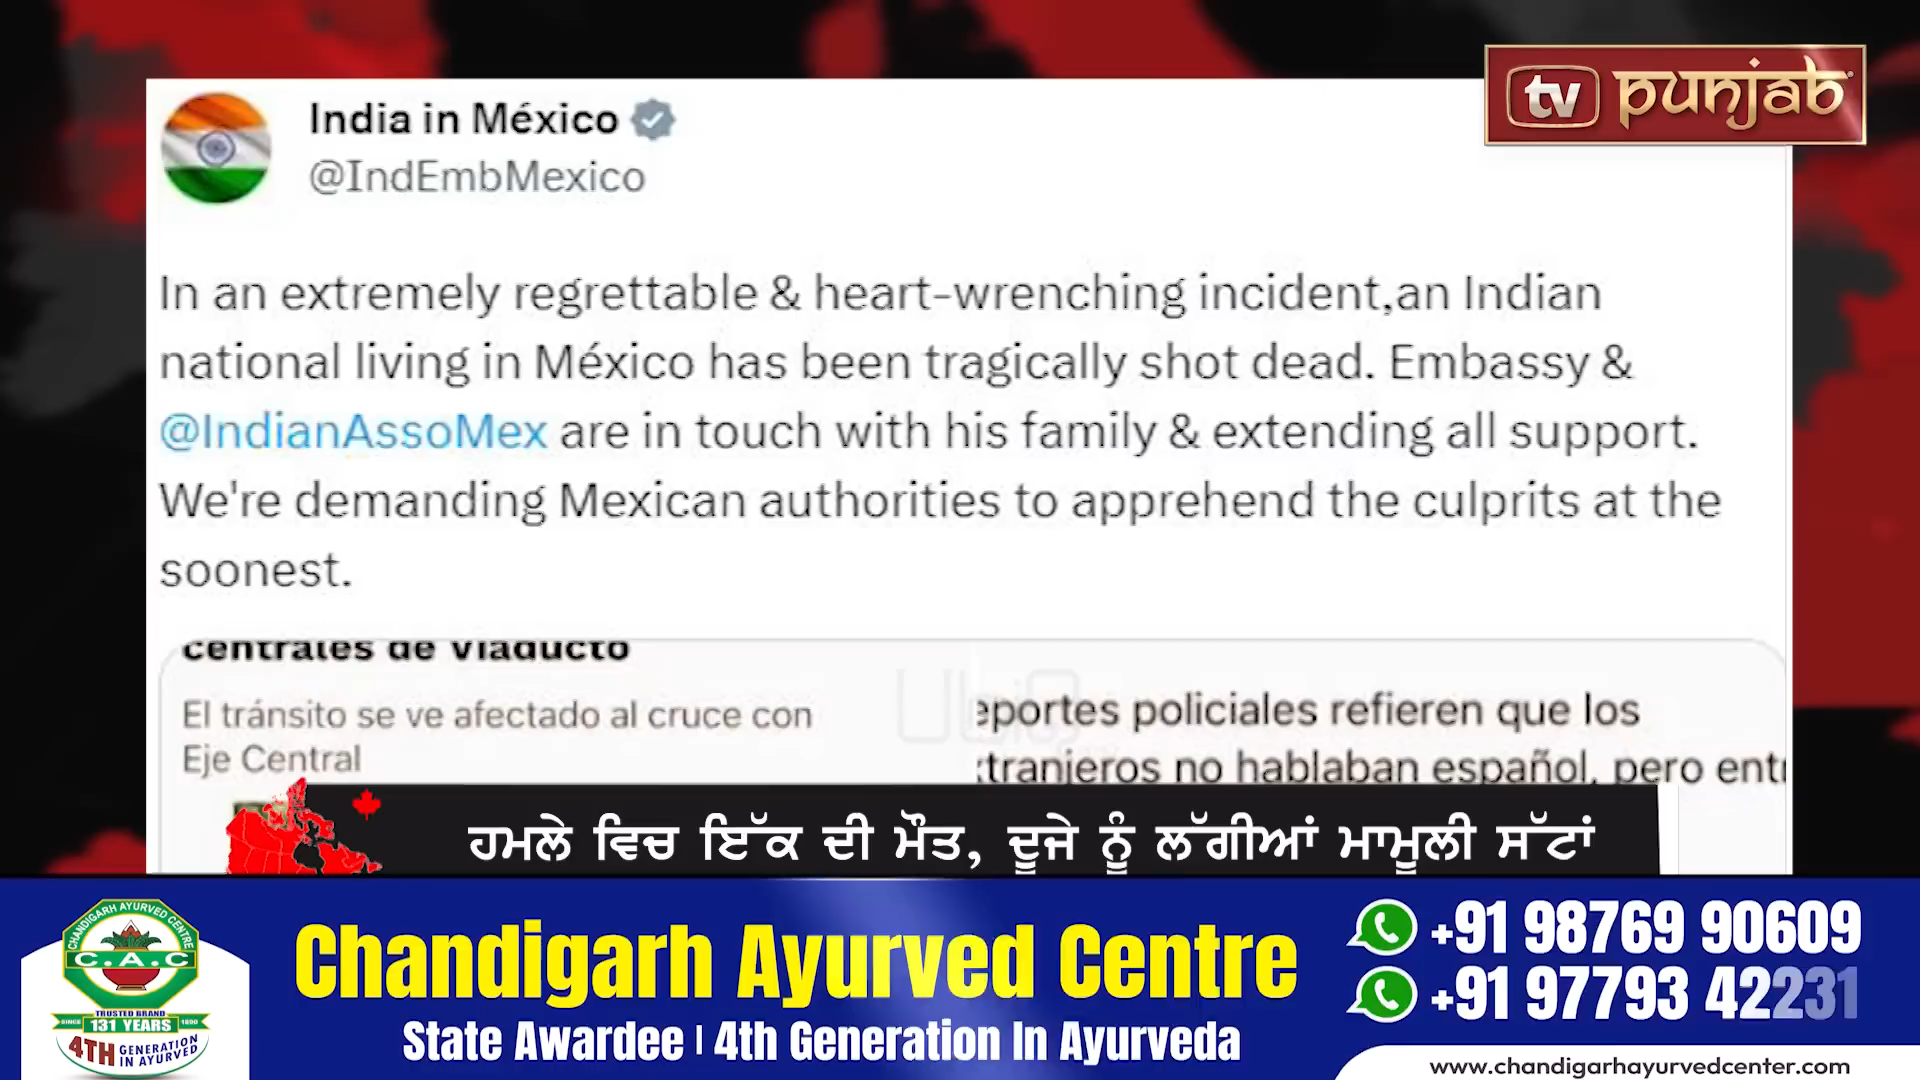 tv punjab
India in México
@IndEmbMexico
In an extremely regrettable & heart-wrenching incident,an Indian
national living in México has been tragically shot dead. Embassy &
@IndianAssoMex are in touch with his family & extending all support.
We're demanding Mexican authorities to apprehend the culprits at the
soonest.
centrales de Viaducto
El tránsito se ve afectado al cruce con
Eje Central
eportes policiales refieren que los
xtranjeros no hablaban español, pero entr
ਹਮਲੇ ਵਿਚ ਇੱਕ ਦੀ ਮੌਤ, ਦੂਜੇ ਨੂੰ ਲੱਗੀਆਂ ਮਾਮੂਲੀ ਸੱਟਾਂ
CHANDIGARH AYURVED CENTRE
C.A.C
TRUSTED BRAND
SINCE 131 YEARS 1890
4TH GENERATION IN AYURVED
Chandigarh Ayurved Centre
State Awardee | 4th Generation In Ayurveda
+91 98769 90609
+91 97793 42231
www.chandigarhayurvedcenter.com